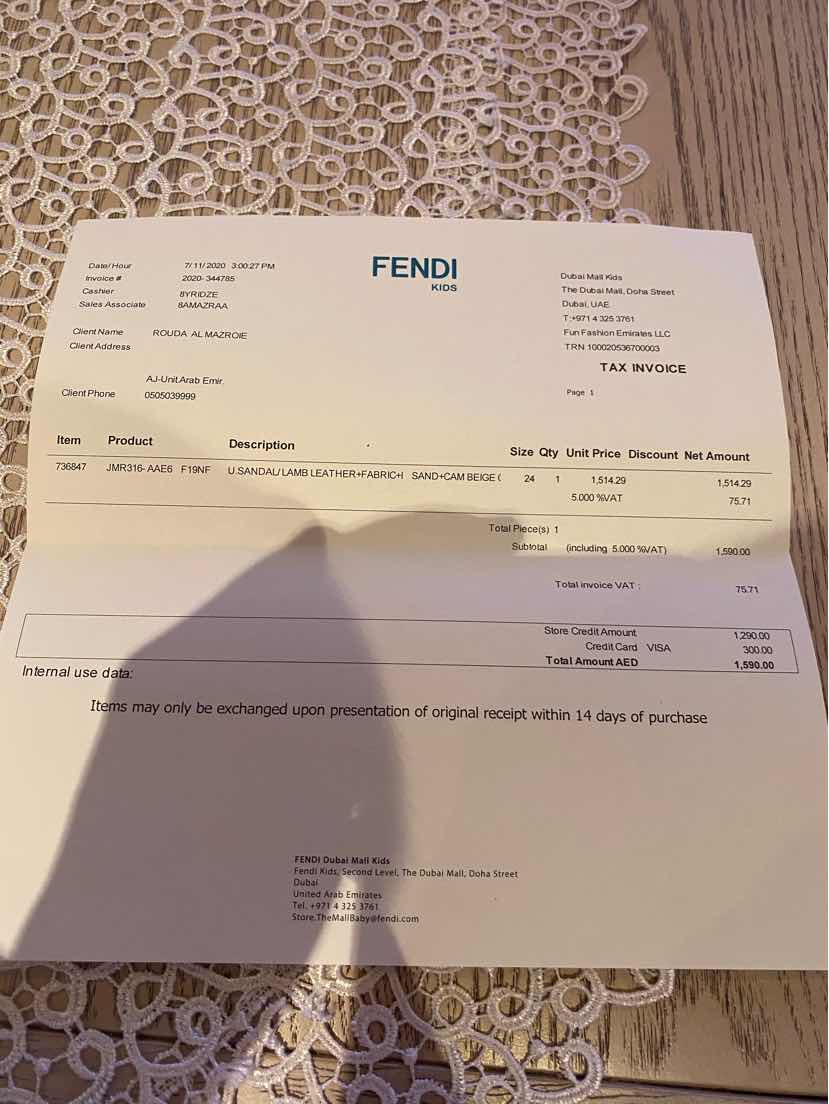 FENDI
KIDS
Date/Hour 7/11/2020 3:00:27 PM
Invoice # 2020-344785
Cashier 8YRIDZE
Sales Associate 8AMAZRAA
Client Name ROUDA AL MAZROIE
Client Address
AJ-Unit.Arab Emir.
Client Phone 0505039999
Dubai Mall Kids
The Dubai Mall, Doha Street
Dubai, UAE.
T:+971 4 325 3761
Fun Fashion Emirates LLC
TRN 100020536700003
TAX INVOICE
Page 1
Item Product Description Size Qty Unit Price Discount Net Amount
736847 JMR316-AAE6 F19NF U.SANDAL/LAMB LEATHER+FABRIC+I SAND+CAM BEIGE ( 24 1 1,514.29 1,514.29
5.000 %VAT 75.71
Total Piece(s) 1
Subtotal (including 5.000 %VAT) 1,590.00
Total invoice VAT : 75.71
Store Credit Amount 1,290.00
Credit Card VISA 300.00
Total Amount AED 1,590.00
Internal use data:
Items may only be exchanged upon presentation of original receipt within 14 days of purchase
FENDI Dubai Mall Kids
Fendi Kids, Second Level, The Dubai Mall, Doha Street
Dubai
United Arab Emirates
Tel. +971 4 325 3761
Store.TheMallBaby@fendi.com